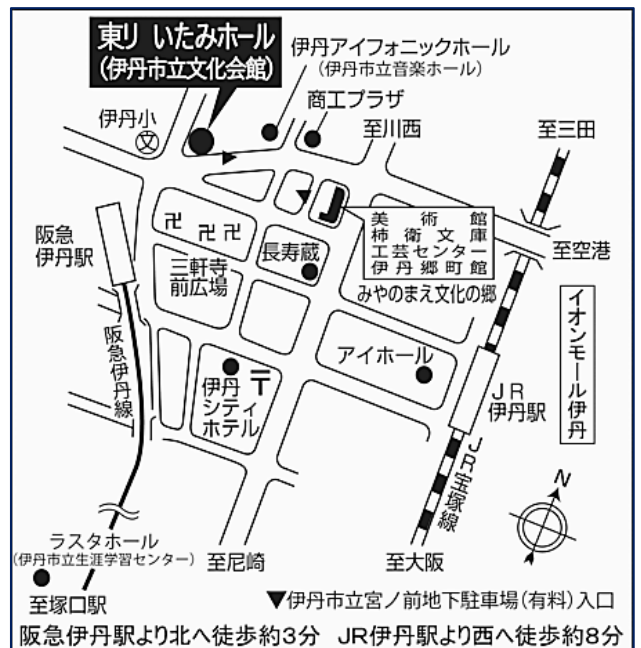 東リ いたみホール
(伊丹市立文化会館)
伊丹アイフォニックホール
(伊丹市立音楽ホール)
商工プラザ
伊丹小
文
至川西
至三田
美術館
柿衞文庫
工芸センター
伊丹郷町館
みやのまえ文化の郷
至空港
阪急
伊丹駅
卍 卍 卍
三軒寺
前広場
長寿蔵
イオンモール伊丹
阪急伊丹線
アイホール
JR
伊丹駅
伊丹
シティ
ホテル
〒
JR宝塚線
N
ラスタホール
(伊丹市立生涯学習センター)
至塚口駅
至尼崎
至大阪
▼伊丹市立宮ノ前地下駐車場(有料)入口
阪急伊丹駅より北へ徒歩約3分 JR伊丹駅より西へ徒歩約8分